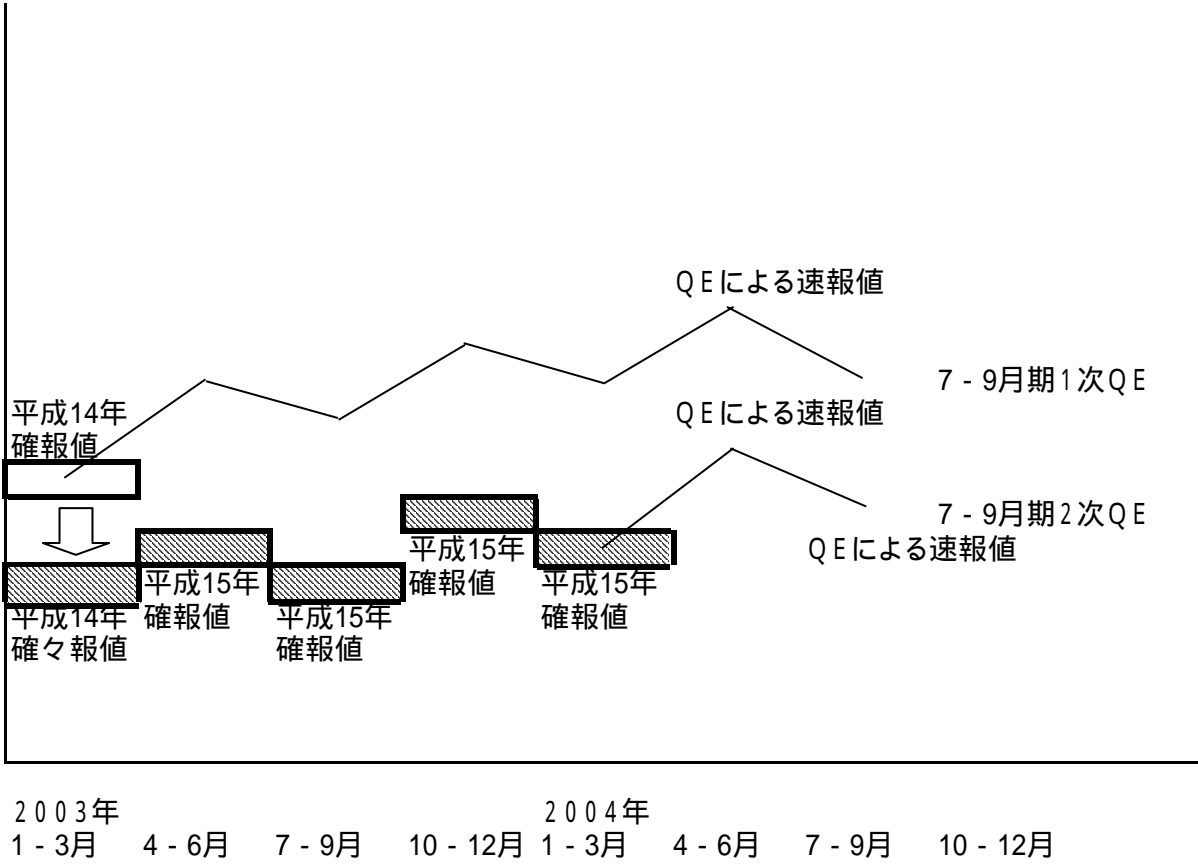 QEによる速報値
7-9月期1次QE
平成14年
確報値
QEによる速報値
7-9月期2次QE
QEによる速報値
平成15年
確報値
平成15年
確報値
平成15年
確報値
平成15年
確報値
平成14年
確々報値
2003年 2004年
1-3月 4-6月 7-9月 10-12月 1-3月 4-6月 7-9月 10-12月